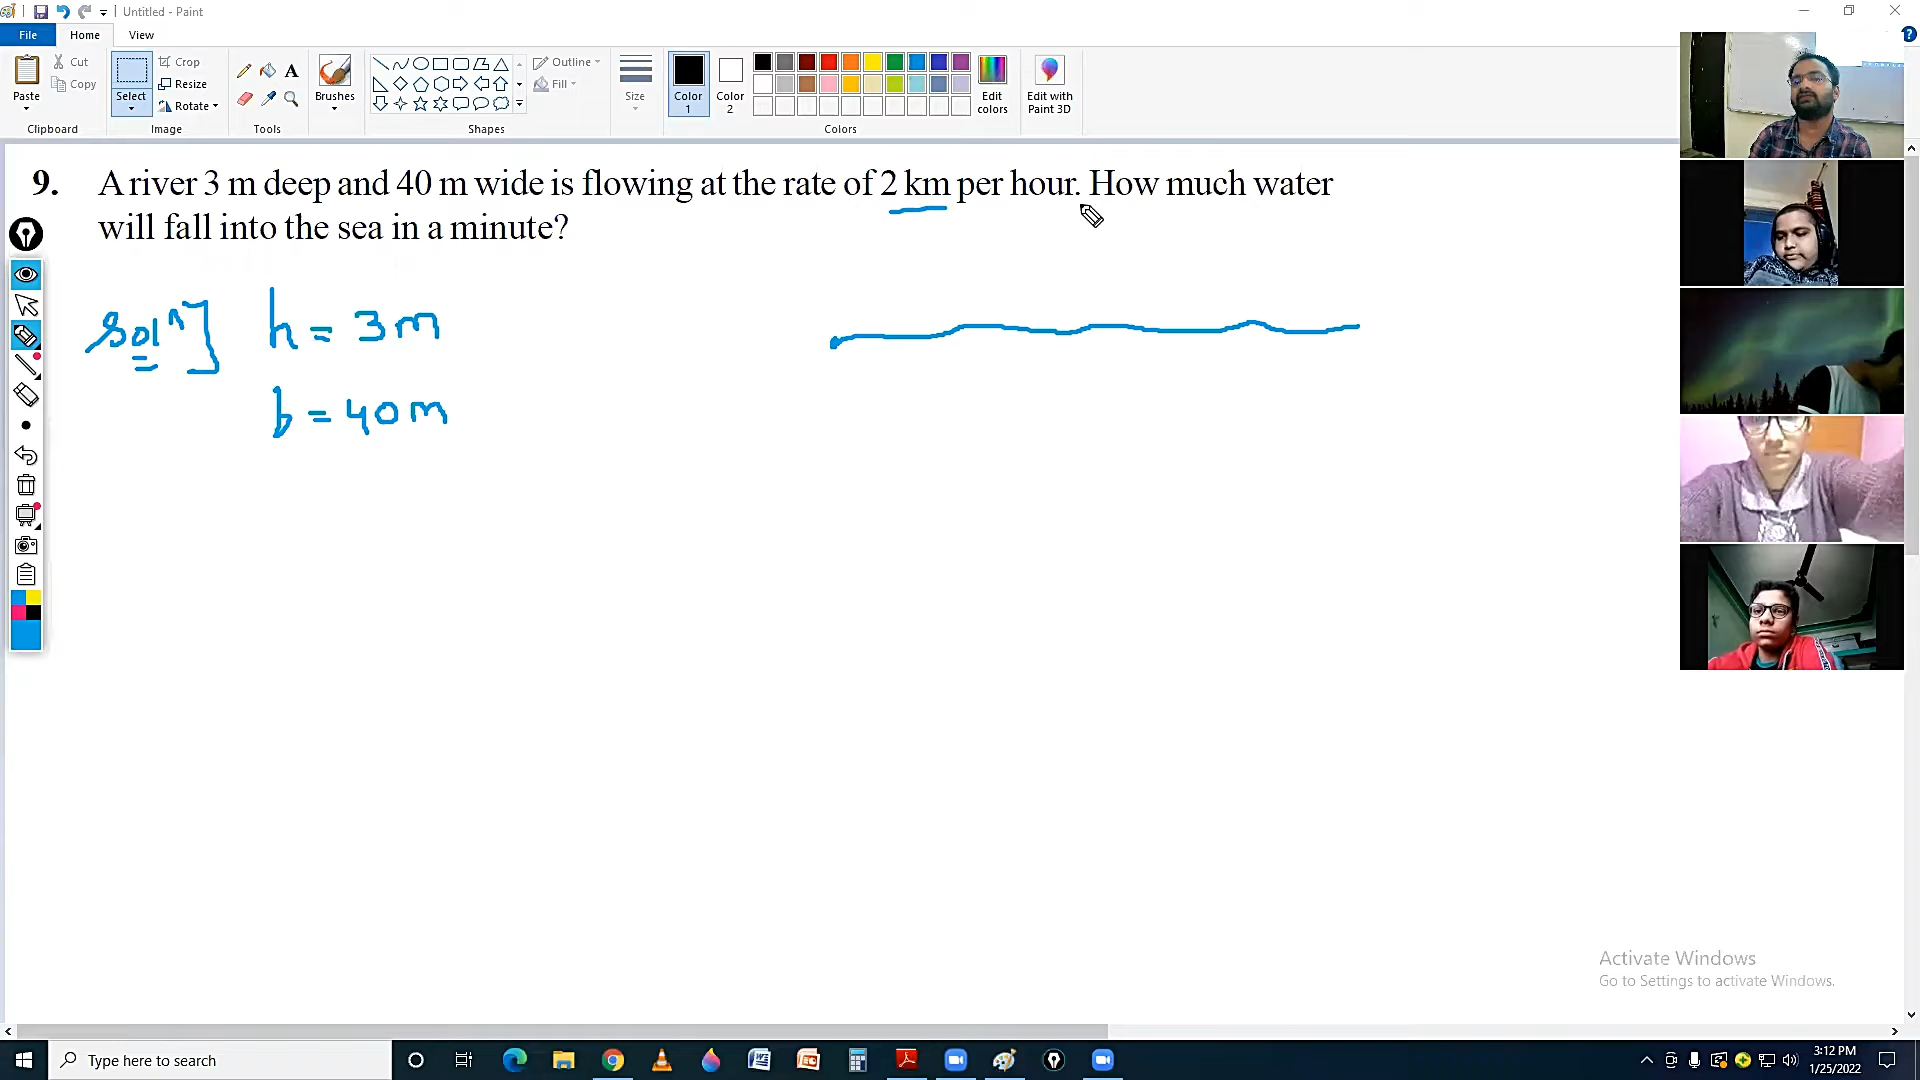 Untitled - Paint
File Home View
Paste
Cut
Copy
Clipboard
Select
Crop
Resize
Rotate
Image
A
Tools
Brushes
Shapes
Outline
Fill
Size
Color 1
Color 2
Colors
Edit colors
Edit with Paint 3D
9. A river 3 m deep and 40 m wide is flowing at the rate of 2 km per hour. How much water
will fall into the sea in a minute?
Solⁿ] h = 3m
b = 40m
Activate Windows
Go to Settings to activate Windows.
Type here to search
3:12 PM
1/25/2022